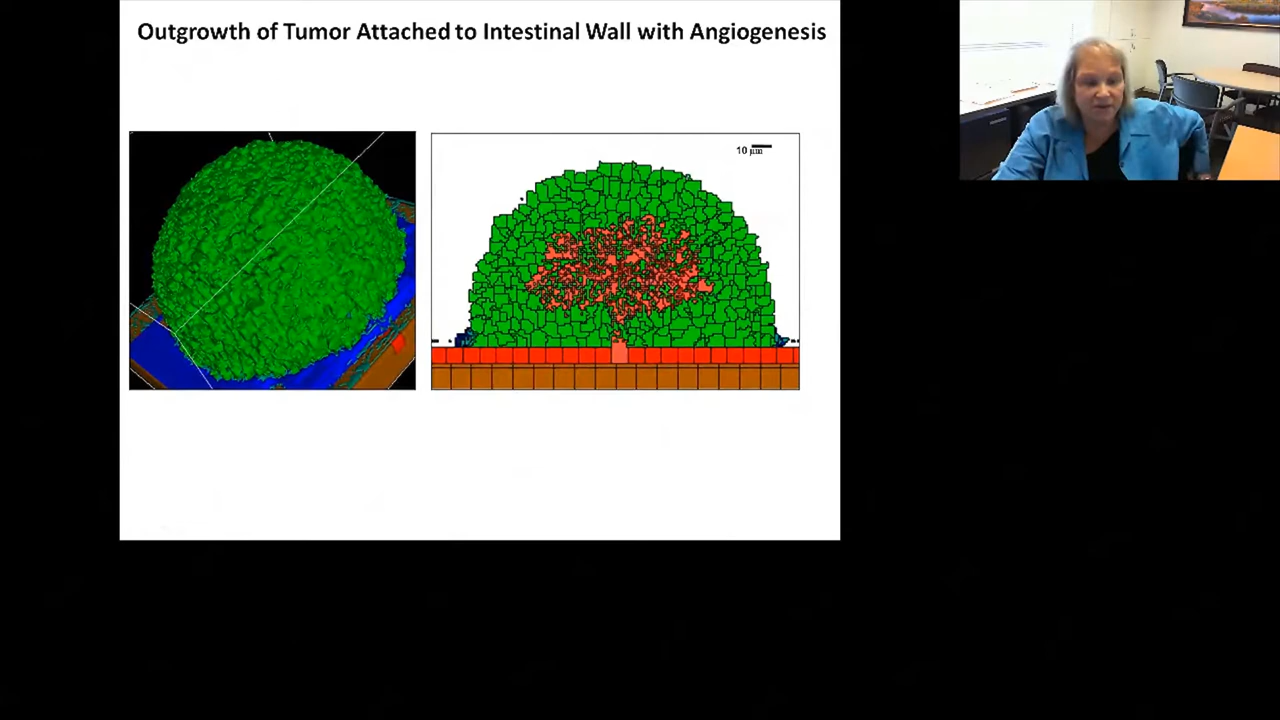 Outgrowth of Tumor Attached to Intestinal Wall with Angiogenesis
10 µm